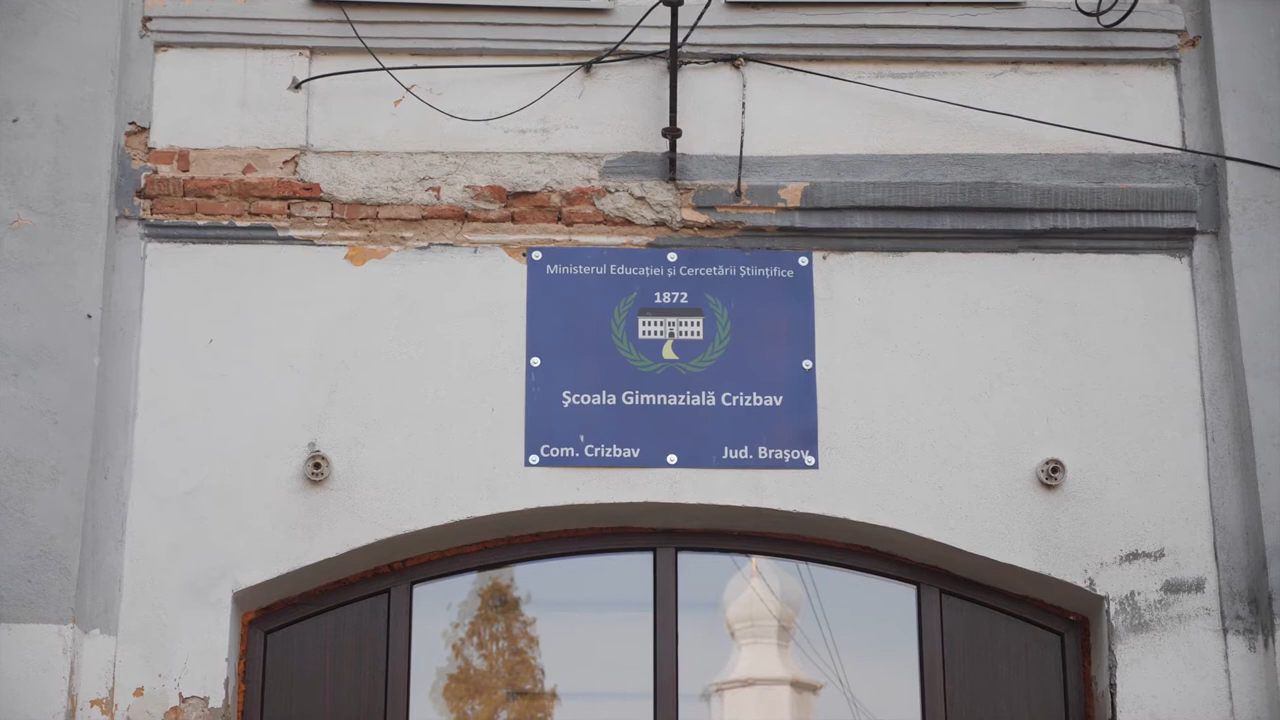 Ministerul Educației și Cercetării Științifice
1872
Şcoala Gimnazială Crizbav
Com. Crizbav Jud. Braşov